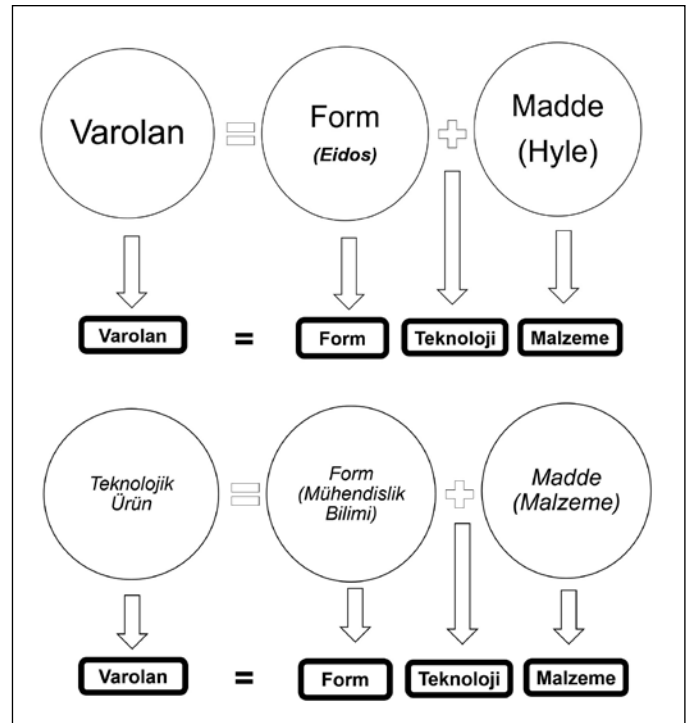 Varolan
Form
(Eidos)
Madde
(Hyle)
Varolan = Form Teknoloji Malzeme
Teknolojik
Ürün
Form
(Mühendislik
Bilimi)
Madde
(Malzeme)
Varolan = Form Teknoloji Malzeme